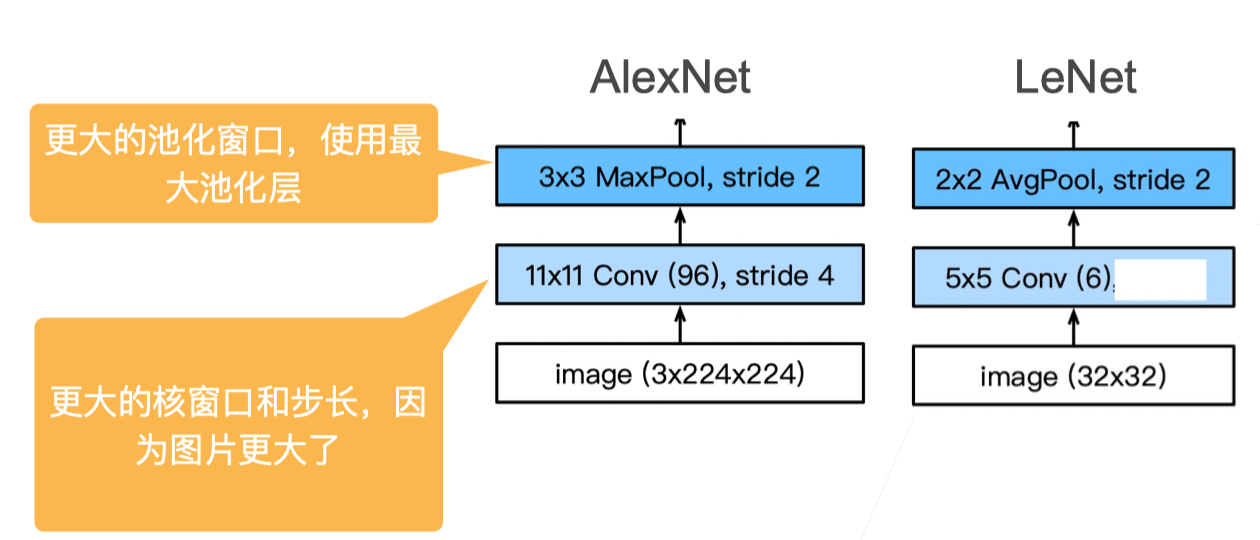 AlexNet
LeNet
更大的池化窗口，使用最
大池化层
3x3 MaxPool, stride 2
2x2 AvgPool, stride 2
11x11 Conv (96), stride 4
5x5 Conv (6),
更大的核窗口和步长，因
为图片更大了
image (3x224x224)
image (32x32)